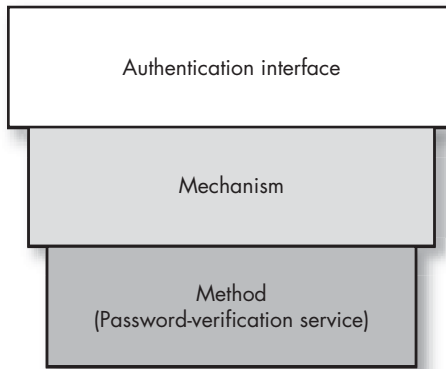 Authentication interface
Mechanism
Method
(Password-verification service)